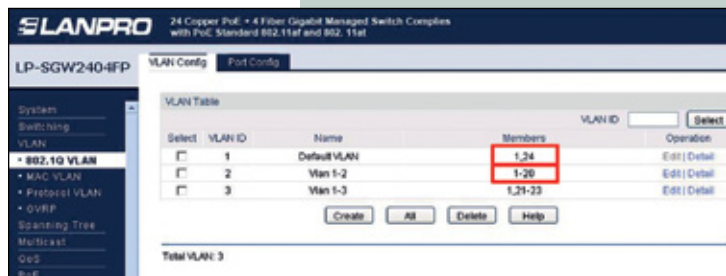 LANPRO
24 Copper PoE + 4 Fiber Gigabit Managed Switch Complies
with PoE Standard 802.11af and 802. 11at
LP-SGW2404FP
VLAN Config Port Config
System
Switching
VLAN
• 802.1Q VLAN
• MAC VLAN
• Protocol VLAN
• GVRP
Spanning Tree
Multicast
QoS
PoE
VLAN Table
VLAN ID Select
Select VLAN ID Name Members Operation
1 Default VLAN 1,24 Edit | Detail
2 Vlan 1-2 1-20 Edit | Detail
3 Vlan 1-3 1,21-23 Edit | Detail
Create All Delete Help
Total VLAN: 3